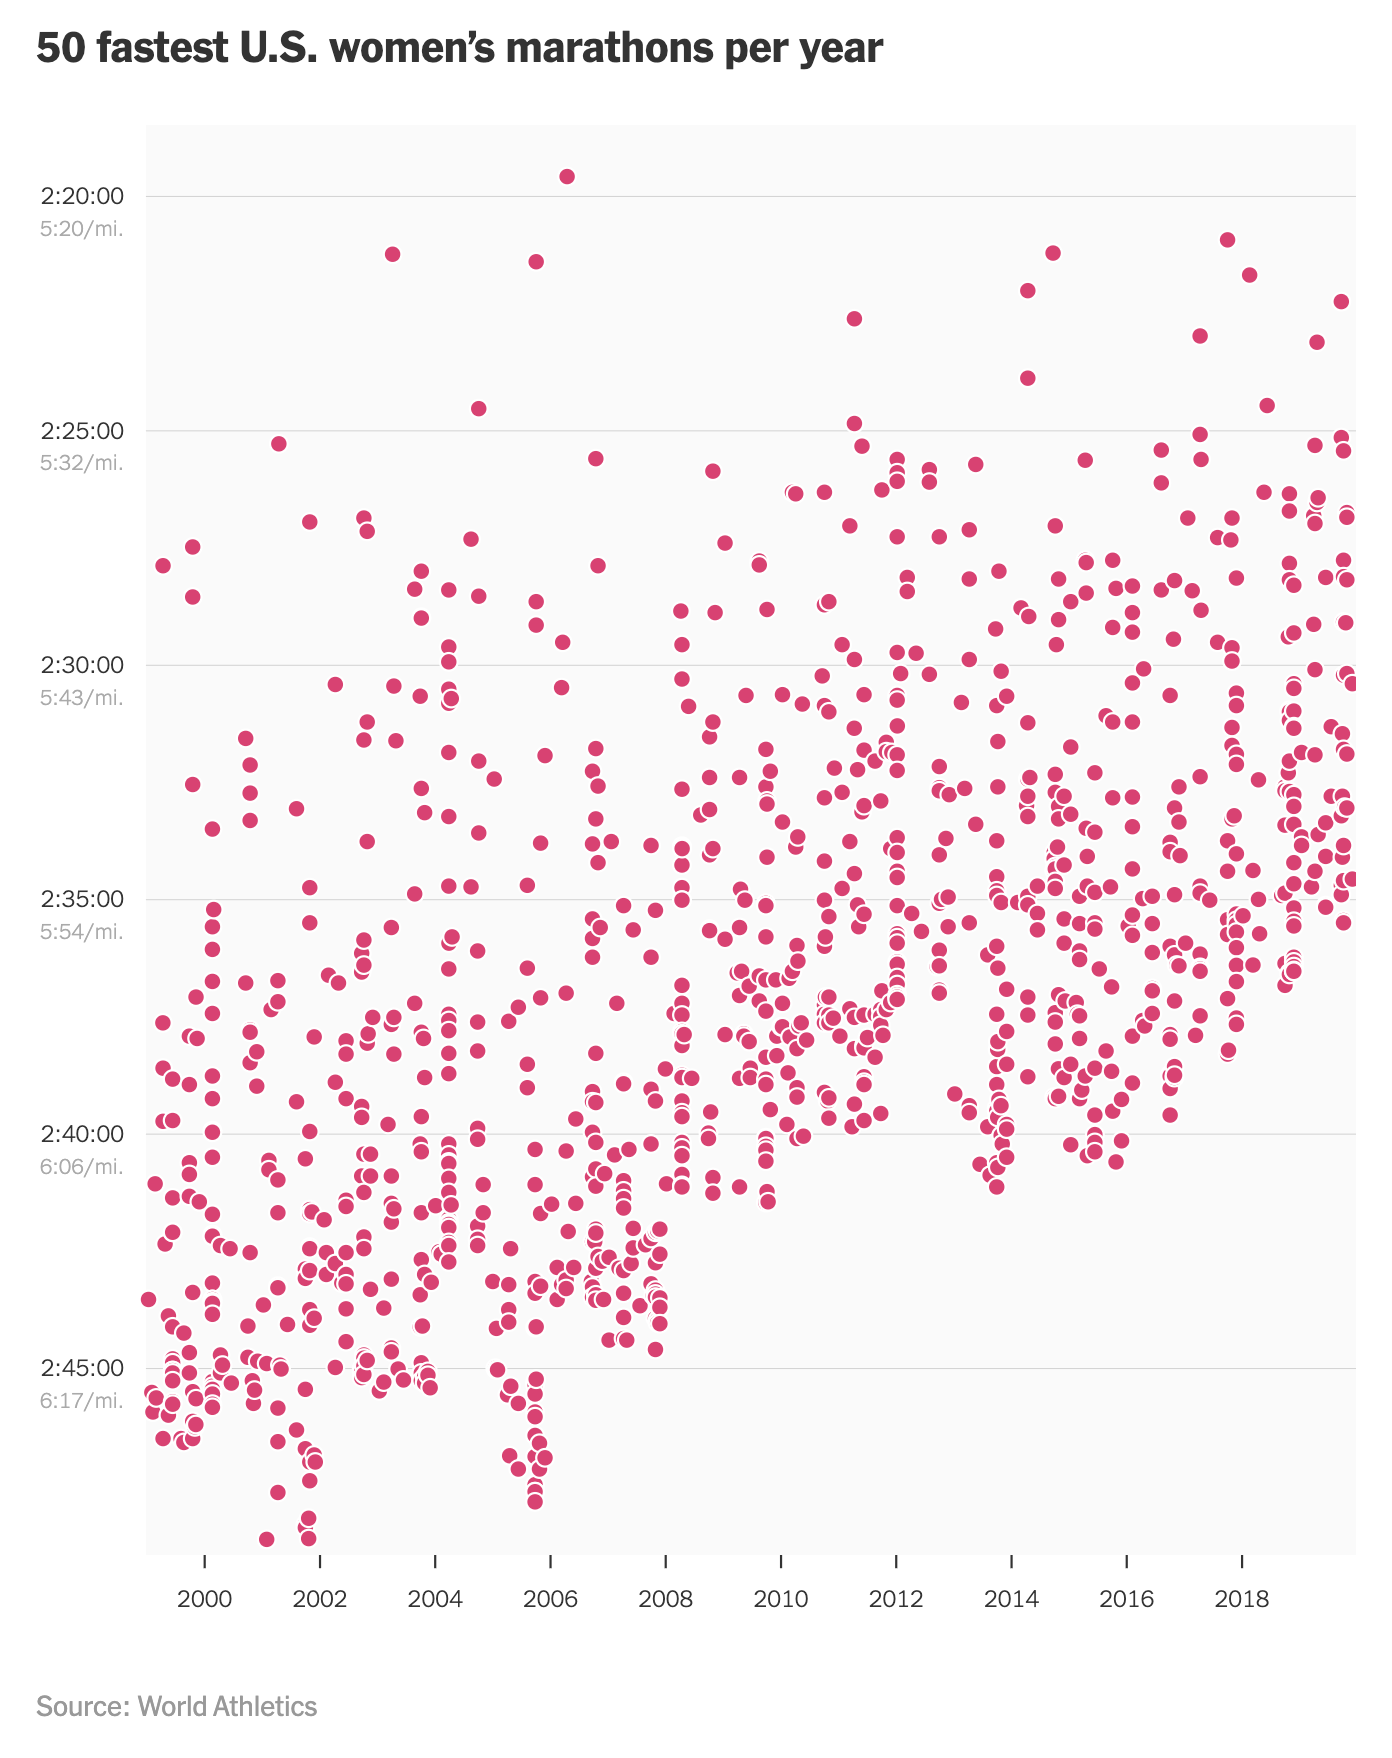 50 fastest U.S. women’s marathons per year
2:20:00
5:20/mi.
2:25:00
5:32/mi.
2:30:00
5:43/mi.
2:35:00
5:54/mi.
2:40:00
6:06/mi.
2:45:00
6:17/mi.
2000 2002 2004 2006 2008 2010 2012 2014 2016 2018
Source: World Athletics